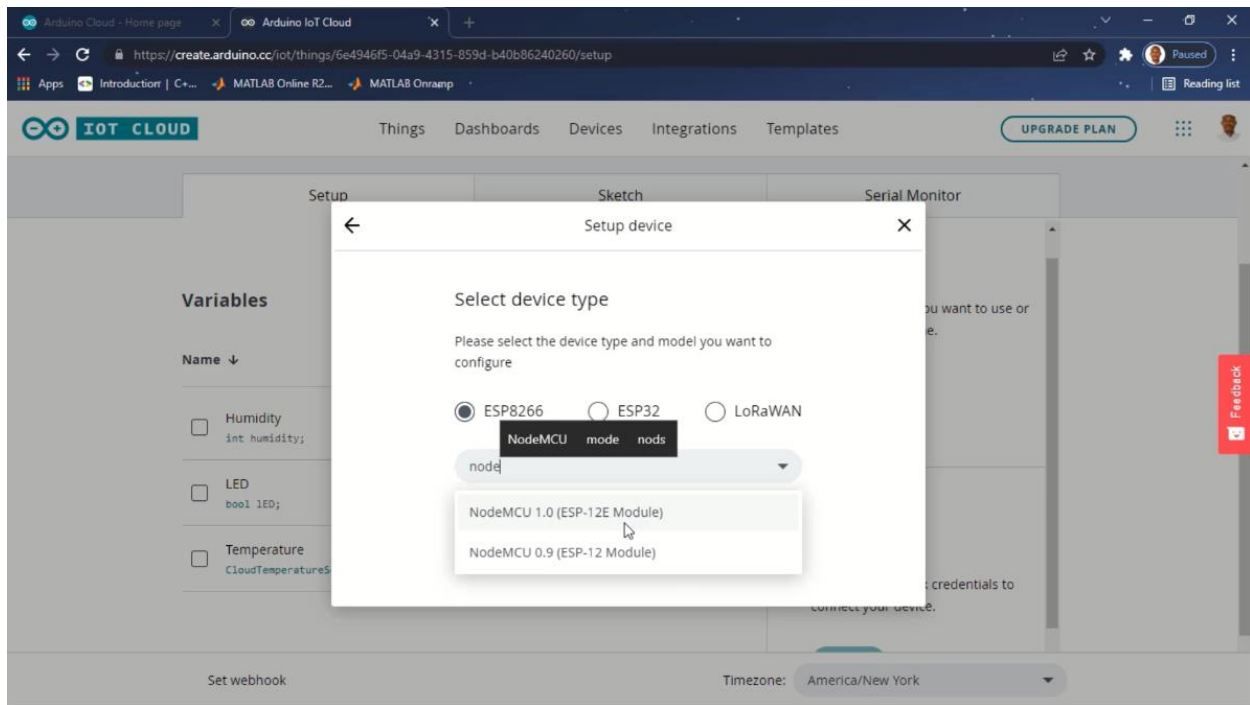 Arduino Cloud - Home page
Arduino IoT Cloud
https://create.arduino.cc/iot/things/6e4946f5-04a9-4315-859d-b40b86240260/setup
Paused
Apps
Introduction | C+...
MATLAB Online R2...
MATLAB Onramp
Reading list
IOT CLOUD
Things Dashboards Devices Integrations Templates
UPGRADE PLAN
Setup Sketch Serial Monitor
Setup device
Variables
Name
Humidity
int humidity;
LED
bool lED;
Temperature
CloudTemperatureS
Select device type
Please select the device type and model you want to
configure
ESP8266 ESP32 LoRaWAN
NodeMCU mode nods
node
NodeMCU 1.0 (ESP-12E Module)
NodeMCU 0.9 (ESP-12 Module)
you want to use or
credentials to
connect your device.
Feedback
Set webhook
Timezone: America/New York